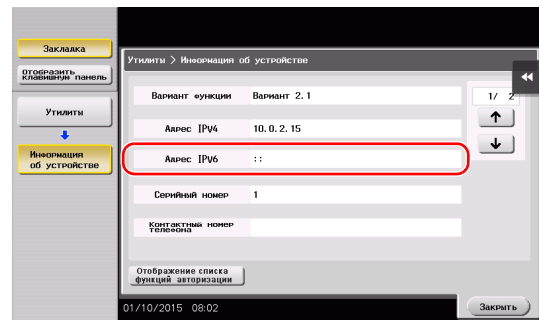 Закладка
Отобразить
клавишную панель
Утилиты
Информация
об устройстве
Утилиты > Информация об устройстве
Вариант функции Вариант 2.1
1/ 2
Адрес IPv4 10.0.2.15
Адрес IPv6 ::
Серийный номер 1
Контактный номер
телефона
Отображение списка
функций авторизации
01/10/2015 08:02
Закрыть